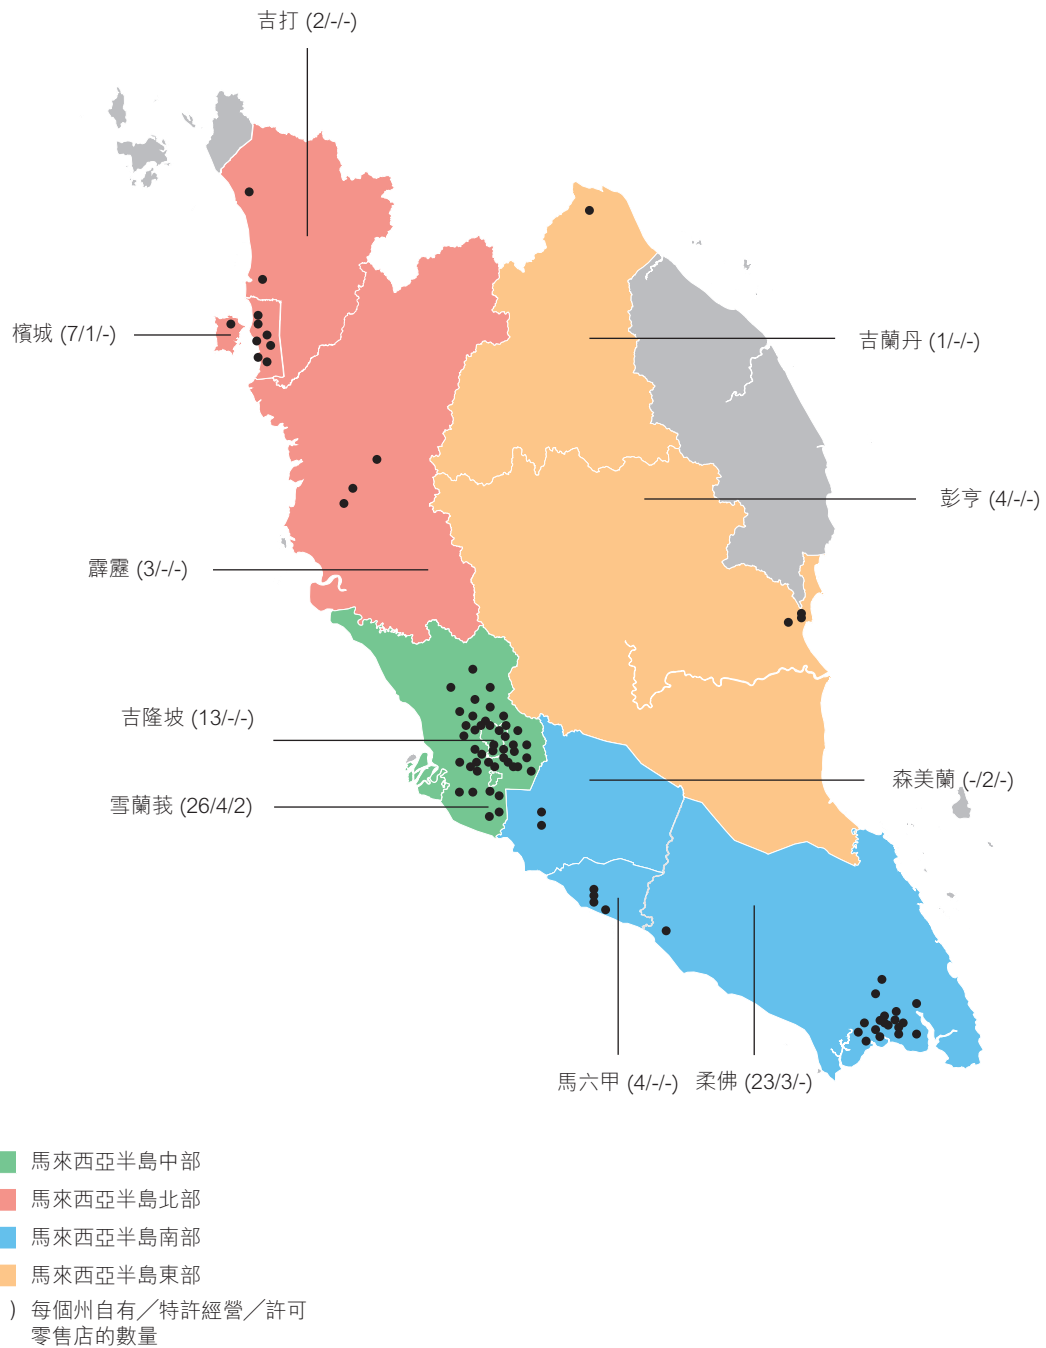 吉打 (2/-/-)
檳城 (7/1/-)
吉蘭丹 (1/-/-)
彭亨 (4/-/-)
霹靂 (3/-/-)
吉隆坡 (13/-/-)
森美蘭 (-/2/-)
雪蘭莪 (26/4/2)
馬六甲 (4/-/-)
柔佛 (23/3/-)
馬來西亞半島中部
馬來西亞半島北部
馬來西亞半島南部
馬來西亞半島東部
) 每個州自有／特許經營／許可
零售店的數量